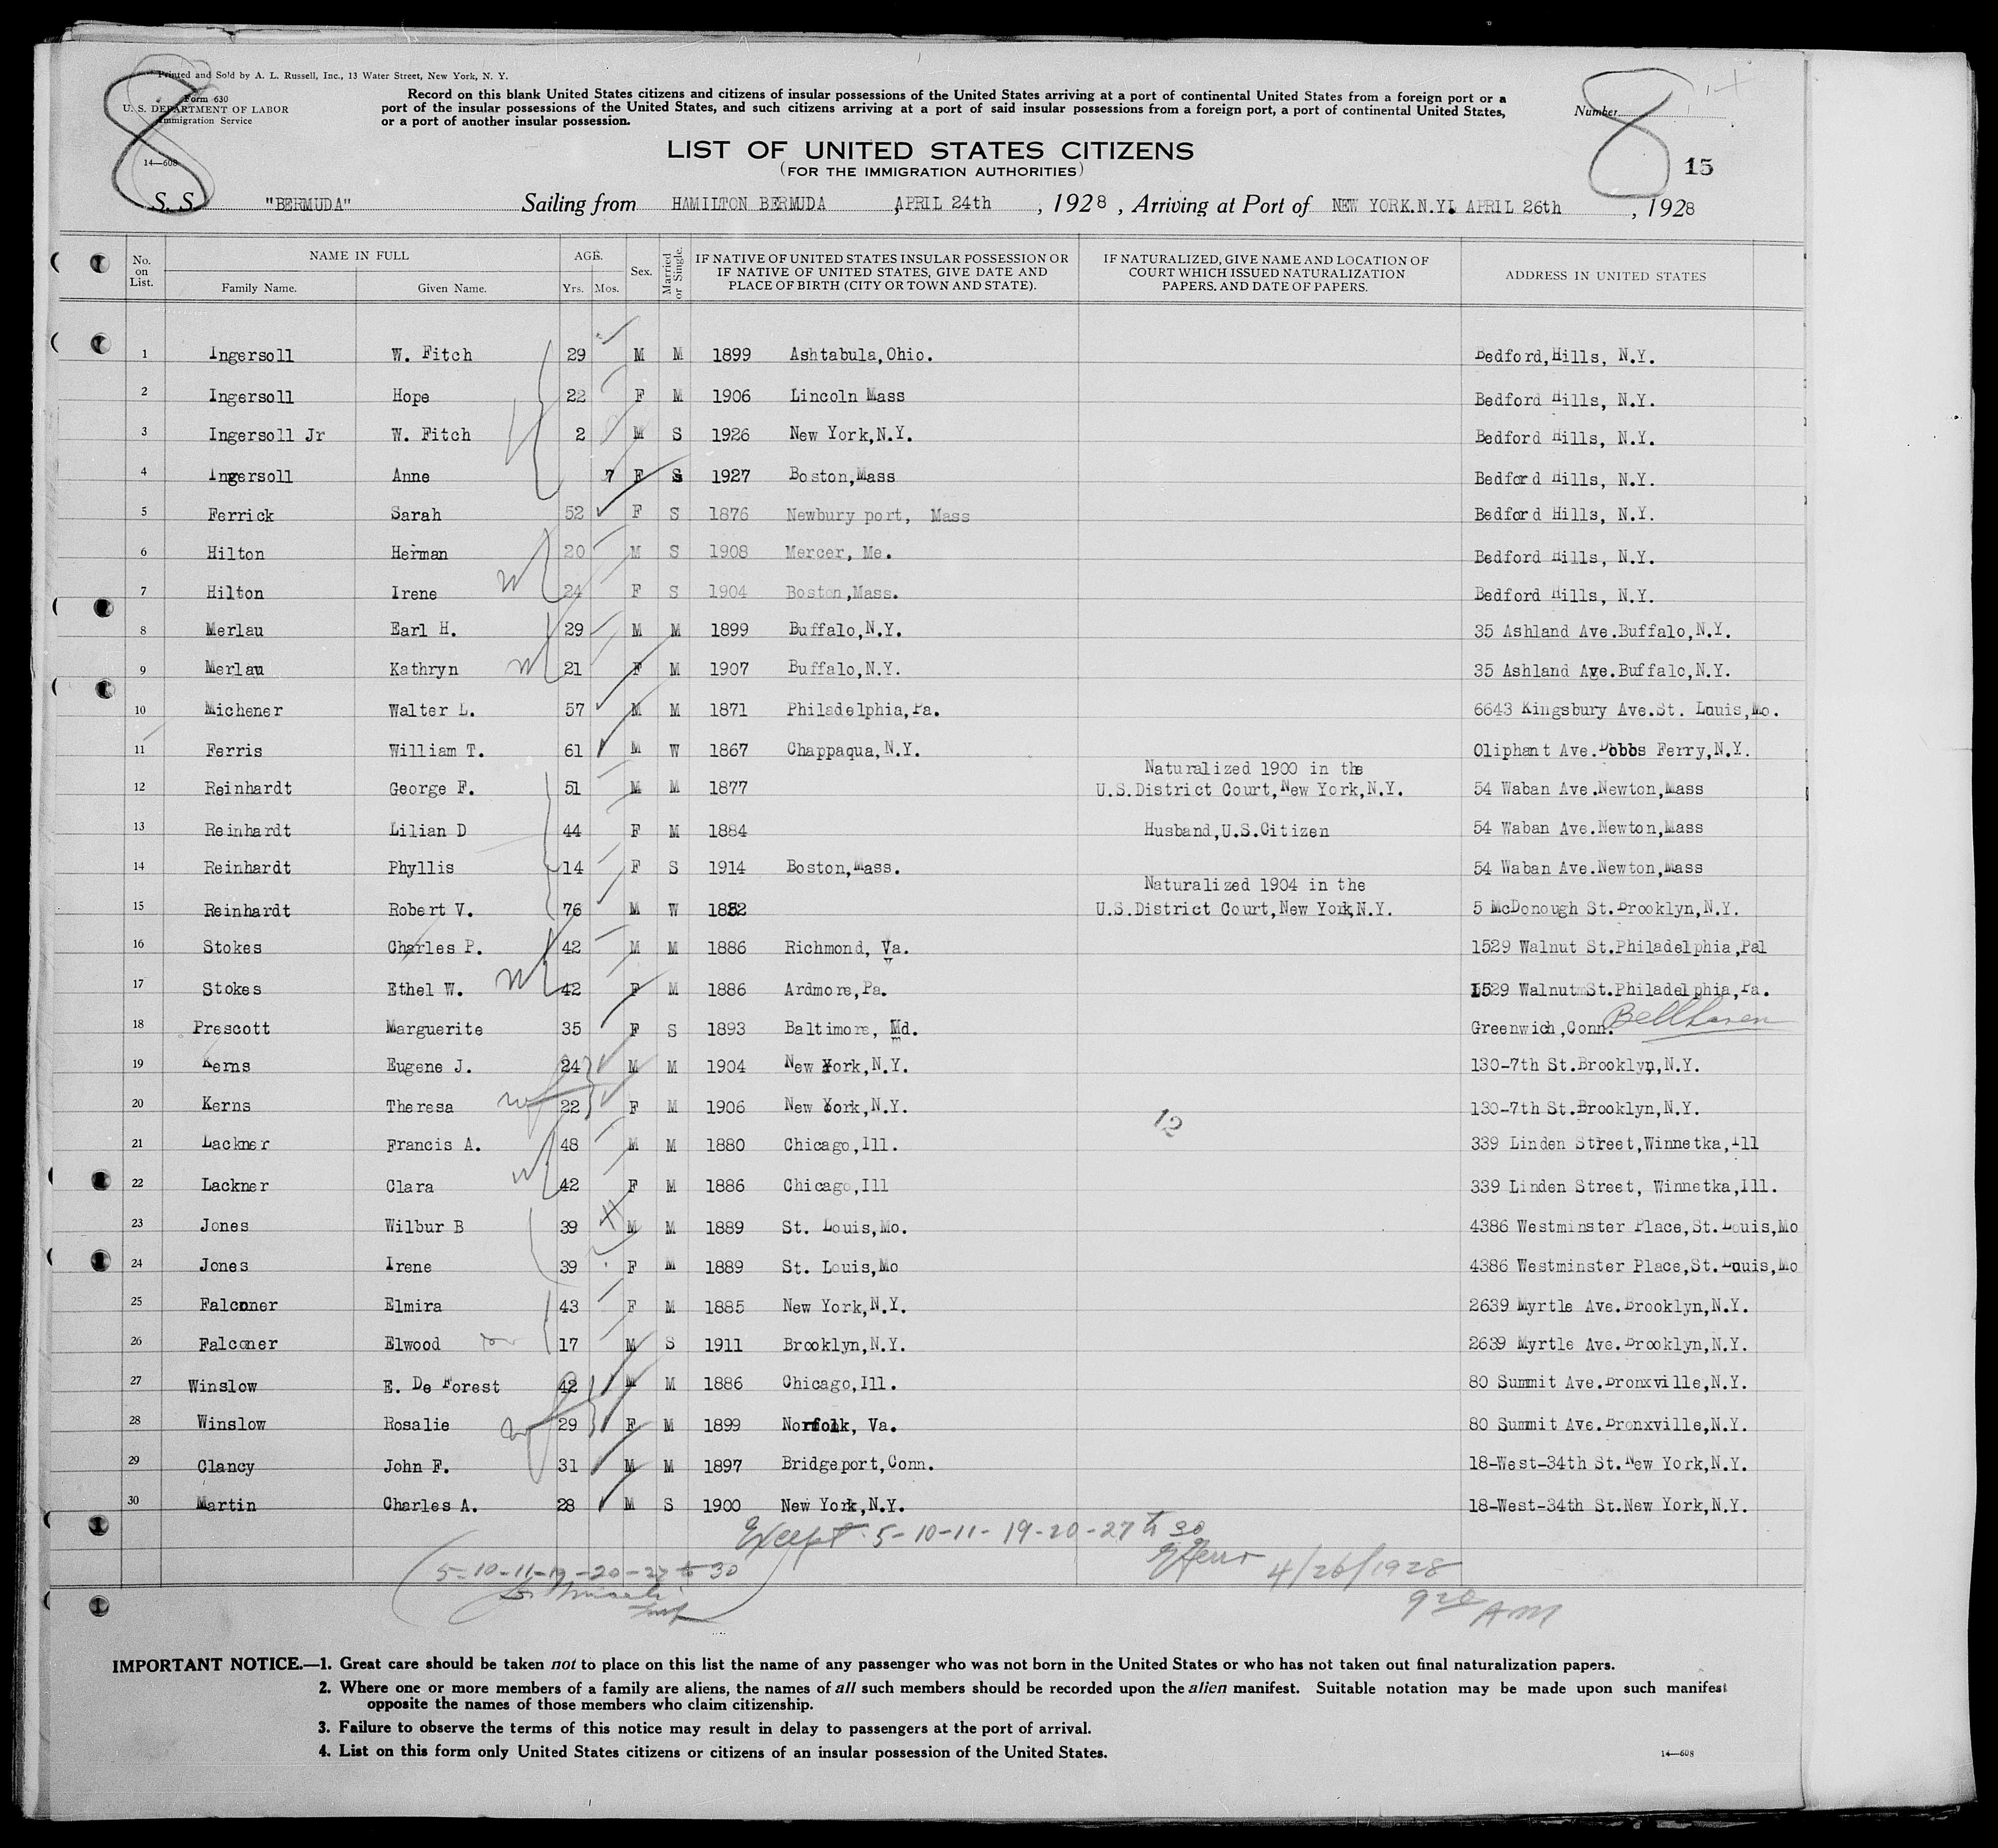 Printed and Sold by A. L. Russell, Inc., 13 Water Street, New York, N. Y.
Form 630
U. S. DEPARTMENT OF LABOR
Immigration Service
14—608
8
Record on this blank United States citizens and citizens of insular possessions of the United States arriving at a port of continental United States from a foreign port or a
port of the insular possessions of the United States, and such citizens arriving at a port of said insular possessions from a foreign port, a port of continental United States,
or a port of another insular possession.
Number
8
15
LIST OF UNITED STATES CITIZENS
(FOR THE IMMIGRATION AUTHORITIES)
S. S. "BERMUDA" Sailing from HAMILTON BERMUDA , APRIL 24th , 1928 , Arriving at Port of NEW YORK.N.Y. APRIL 26th , 1928
No. on List. NAME IN FULL Family Name. Given Name. AGE. Yrs. Mos. Sex. Married or Single. IF NATIVE OF UNITED STATES INSULAR POSSESSION OR IF NATIVE OF UNITED STATES, GIVE DATE AND PLACE OF BIRTH (CITY OR TOWN AND STATE). IF NATURALIZED, GIVE NAME AND LOCATION OF COURT WHICH ISSUED NATURALIZATION PAPERS, AND DATE OF PAPERS. ADDRESS IN UNITED STATES
1 Ingersoll W. Fitch 29 M M 1899 Ashtabula,Ohio. Bedford,Hills, N.Y.
2 Ingersoll Hope 22 F M 1906 Lincoln Mass Bedford Hills, N.Y.
3 Ingersoll Jr W. Fitch 2 M S 1926 New York,N.Y. Bedford Hills, N.Y.
4 Ingersoll Anne 7 F S 1927 Boston,Mass Bedford Hills, N.Y.
5 Ferrick Sarah 52 F S 1876 Newbury port, Mass Bedford Hills, N.Y.
6 Hilton Herman 20 M S 1908 Mercer, Me. Bedford Hills, N.Y.
7 Hilton Irene 24 F S 1904 Boston,Mass. Bedford Hills, N.Y.
8 Merlau Earl H. 29 M M 1899 Buffalo,N.Y. 35 Ashland Ave.Buffalo,N.Y.
9 Merlau Kathryn 21 F M 1907 Buffalo,N.Y. 35 Ashland Ave.Buffalo,N.Y.
10 Michener Walter L. 57 M M 1871 Philadelphia,Pa. 6643 Kingsbury Ave.St. Louis,Mo.
11 Ferris William T. 61 M W 1867 Chappaqua,N.Y. Oliphant Ave.Dobbs Ferry,N.Y.
Naturalized 1900 in the
12 Reinhardt George F. 51 M M 1877 U.S.District Court,New York,N.Y. 54 Waban Ave.Newton,Mass
13 Reinhardt Lilian D 44 F M 1884 Husband,U.S.Citizen 54 Waban Ave.Newton,Mass
14 Reinhardt Phyllis 14 F S 1914 Boston,Mass. 54 Waban Ave.Newton,Mass
Naturalized 1904 in the
15 Reinhardt Robert V. 76 M W 1852 U.S.District Court,New York,N.Y. 5 McDonough St.Brooklyn,N.Y.
16 Stokes Charles P. 42 M M 1886 Richmond, Va. 1529 Walnut St.Philadelphia,Pal
17 Stokes Ethel W. 42 F M 1886 Ardmore,Pa. 1529 WalnutmSt.Philadelphia,Pa.
18 Prescott Marguerite 35 F S 1893 Baltimore, Md. Greenwich,Conn. Bellhaven
19 Kerns Eugene J. 24 M M 1904 New York,N.Y. 130-7th St.Brooklyn,N.Y.
20 Kerns Theresa 22 F M 1906 New York,N.Y. 130-7th St.Brooklyn,N.Y.
12
21 Lackner Francis A. 48 M M 1880 Chicago,Ill. 339 Linden Street,Winnetka,Ill
22 Lackner Clara 42 F M 1886 Chicago,Ill 339 Linden Street, Winnetka,Ill.
23 Jones Wilbur B 39 M M 1889 St. Louis,Mo. 4386 Westminster Place,St.Louis,Mo
24 Jones Irene 39 F M 1889 St. Louis,Mo 4386 Westminster Place,St.Louis,Mo
25 Falconer Elmira 43 F M 1885 New York,N.Y. 2639 Myrtle Ave.Brooklyn,N.Y.
26 Falconer Elwood 17 M S 1911 Brooklyn,N.Y. 2639 Myrtle Ave.Brooklyn,N.Y.
27 Winslow E. De Forest 42 M M 1886 Chicago,Ill. 80 Summit Ave.Bronxville,N.Y.
28 Winslow Rosalie 29 F M 1899 Norfolk, Va. 80 Summit Ave.Bronxville,N.Y.
29 Clancy John F. 31 M M 1897 Bridgeport,Conn. 18-West-34th St.New York,N.Y.
30 Martin Charles A. 28 M S 1900 New York,N.Y. 18-West-34th St.New York,N.Y.
Except 5-10-11-19-20-27 to 30
5-10-11-19-20-27 to 30
4/26/1928
9 20 AM
IMPORTANT NOTICE.—1. Great care should be taken not to place on this list the name of any passenger who was not born in the United States or who has not taken out final naturalization papers.
2. Where one or more members of a family are aliens, the names of all such members should be recorded upon the alien manifest. Suitable notation may be made upon such manifest
opposite the names of those members who claim citizenship.
3. Failure to observe the terms of this notice may result in delay to passengers at the port of arrival.
4. List on this form only United States citizens or citizens of an insular possession of the United States.
14—608